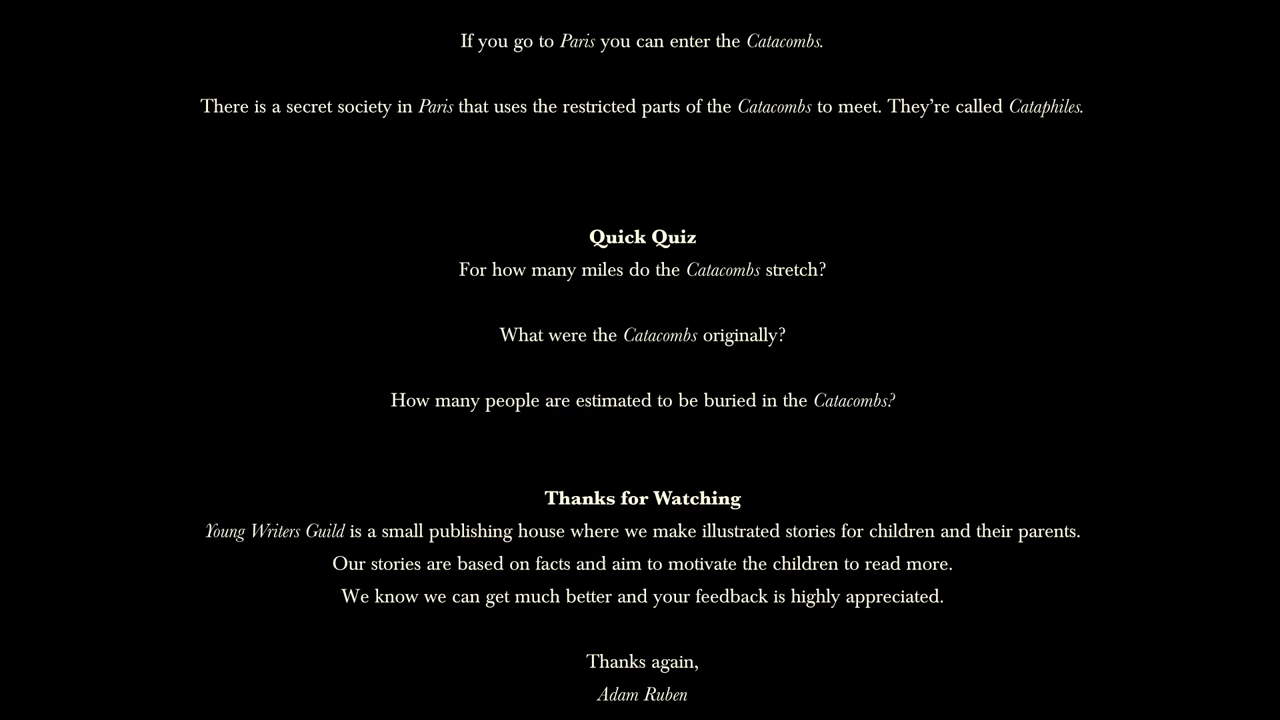 If you go to Paris you can enter the Catacombs.
There is a secret society in Paris that uses the restricted parts of the Catacombs to meet. They’re called Cataphiles.
Quick Quiz
For how many miles do the Catacombs stretch?
What were the Catacombs originally?
How many people are estimated to be buried in the Catacombs?
Thanks for Watching
Young Writers Guild is a small publishing house where we make illustrated stories for children and their parents.
Our stories are based on facts and aim to motivate the children to read more.
We know we can get much better and your feedback is highly appreciated.
Thanks again,
Adam Ruben